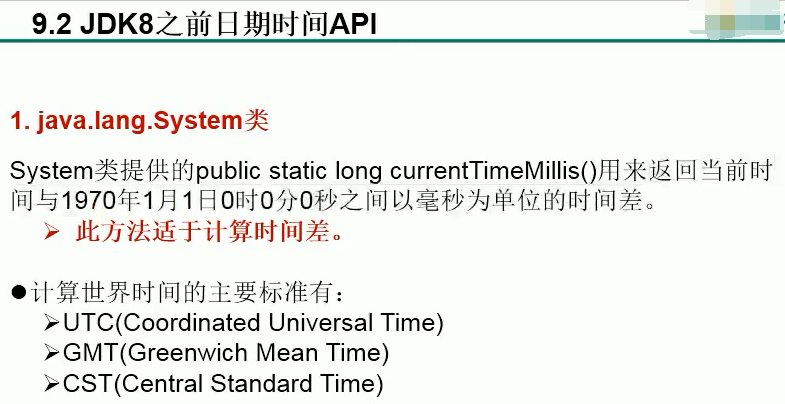 9.2 JDK8之前日期时间API
1. java.lang.System类
System类提供的public static long currentTimeMillis()用来返回当前时
间与1970年1月1日0时0分0秒之间以毫秒为单位的时间差。
➢ 此方法适于计算时间差。
●计算世界时间的主要标准有：
➢UTC(Coordinated Universal Time)
➢GMT(Greenwich Mean Time)
➢CST(Central Standard Time)